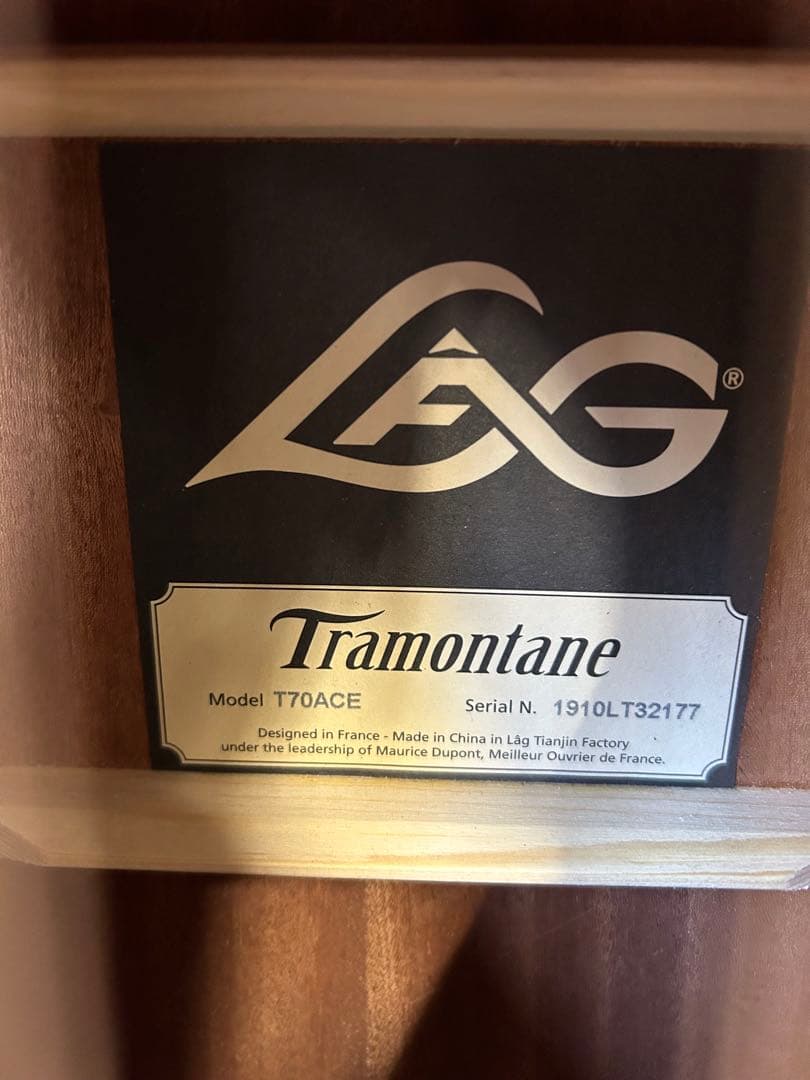 LÂG®
Tramontane
Model T70ACE Serial N. 1910LT32177
Designed in France - Made in China in Lâg Tianjin Factory
under the leadership of Maurice Dupont, Meilleur Ouvrier de France.